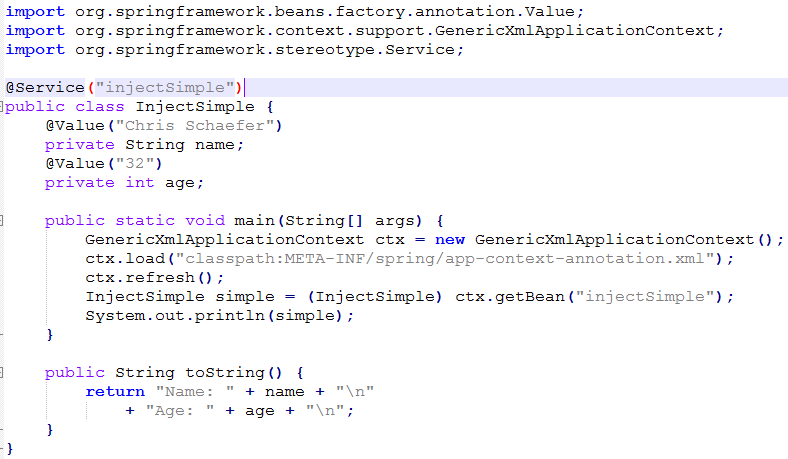 import org.springframework.beans.factory.annotation.Value;
import org.springframework.context.support.GenericXmlApplicationContext;
import org.springframework.stereotype.Service;

@Service("injectSimple")
public class InjectSimple {
    @Value("Chris Schaefer")
    private String name;
    @Value("32")
    private int age;

    public static void main(String[] args) {
        GenericXmlApplicationContext ctx = new GenericXmlApplicationContext();
        ctx.load("classpath:META-INF/spring/app-context-annotation.xml");
        ctx.refresh();
        InjectSimple simple = (InjectSimple) ctx.getBean("injectSimple");
        System.out.println(simple);
    }

    public String toString() {
        return "Name: " + name + "\n"
            + "Age: " + age + "\n";
    }
}